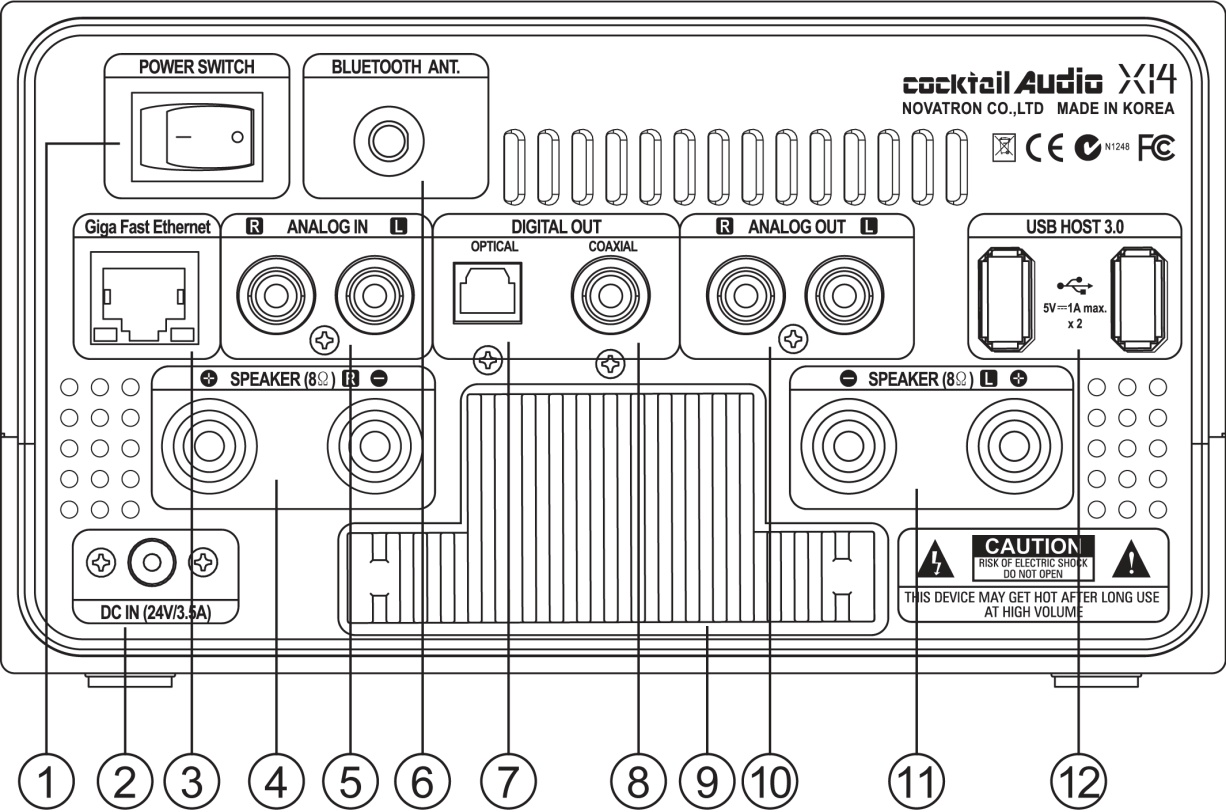 POWER SWITCH
BLUETOOTH ANT.
cocktail Audio X14
NOVATRON CO.,LTD MADE IN KOREA
CE N1248 FC
Giga Fast Ethernet
R ANALOG IN L
DIGITAL OUT
OPTICAL COAXIAL
R ANALOG OUT L
USB HOST 3.0
5V⎓1A max.
x 2
+ SPEAKER (8Ω) R −
− SPEAKER (8Ω) L +
DC IN (24V/3.5A)
CAUTION
RISK OF ELECTRIC SHOCK
DO NOT OPEN
THIS DEVICE MAY GET HOT AFTER LONG USE
AT HIGH VOLUME
1 2 3 4 5 6 7 8 9 10 11 12